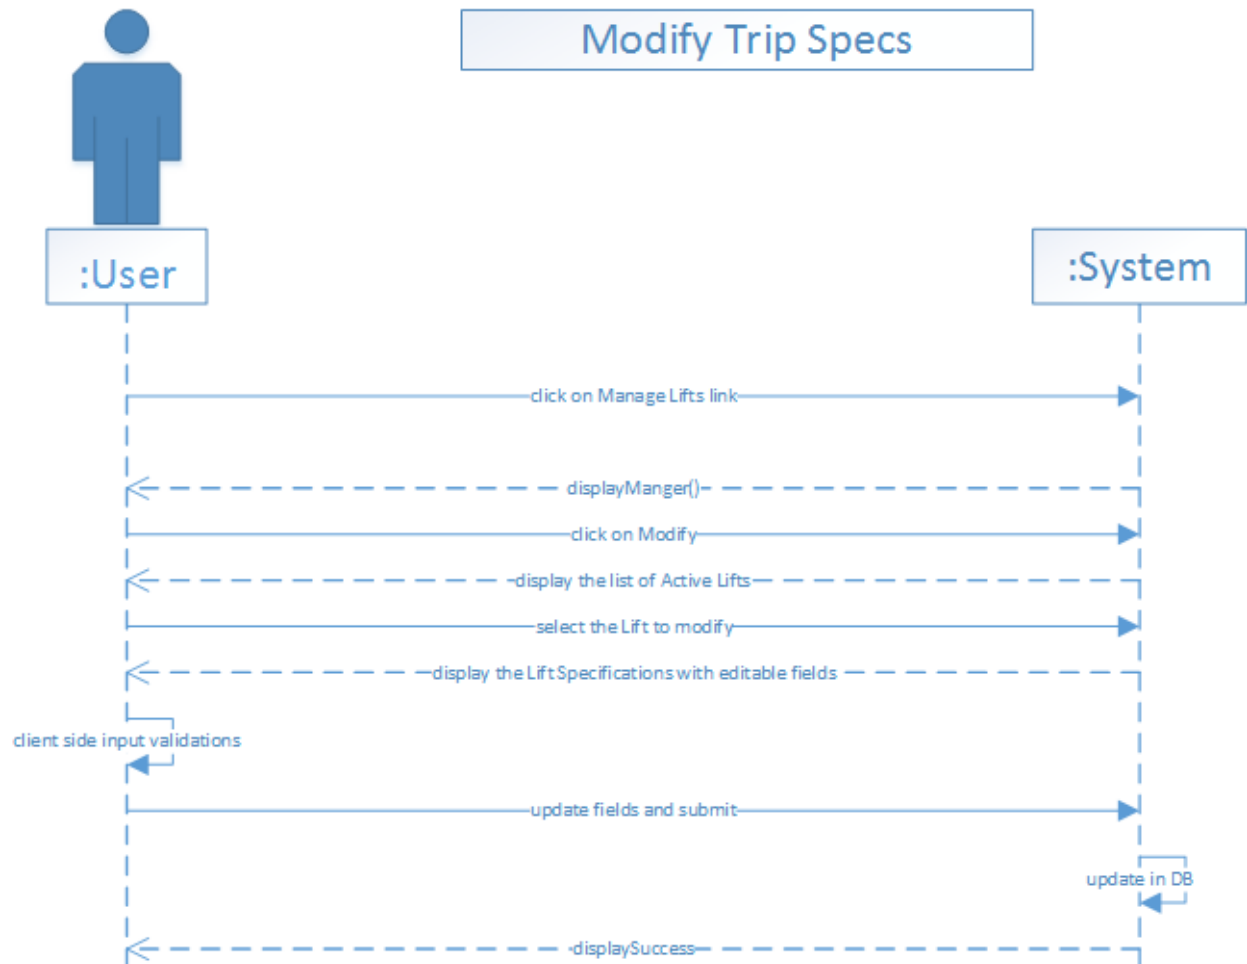 Modify Trip Specs
:User
:System
click on Manage Lifts link
displayManger()
click on Modify
display the list of Active Lifts
select the Lift to modify
display the Lift Specifications with editable fields
client side input validations
update fields and submit
update in DB
displaySuccess